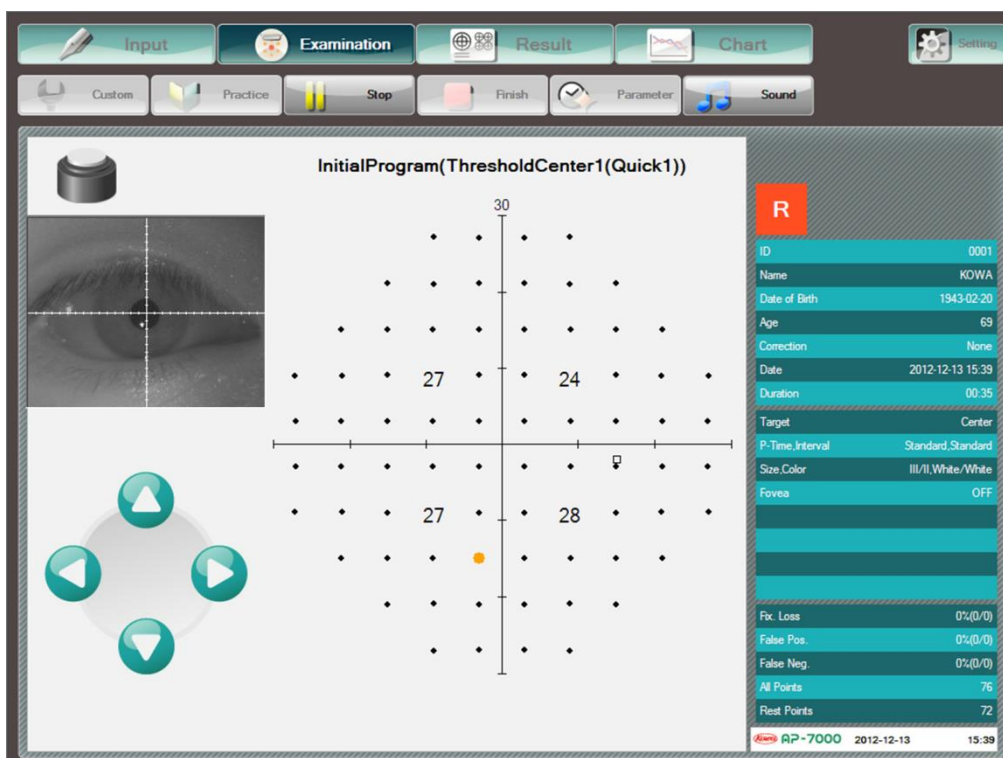 Input Examination Result Chart Setting
Custom Practice Stop Finish Parameter Sound
InitialProgram(ThresholdCenter1(Quick1))
30
27 24
27 28
R
ID 0001
Name KOWA
Date of Birth 1943-02-20
Age 69
Correction None
Date 2012-12-13 15:39
Duration 00:35
Target Center
P-Time,Interval Standard,Standard
Size,Color III/II,White/White
Fovea OFF
Fix. Loss 0%(0/0)
False Pos. 0%(0/0)
False Neg. 0%(0/0)
All Points 76
Rest Points 72
Kowa AP-7000 2012-12-13 15:39